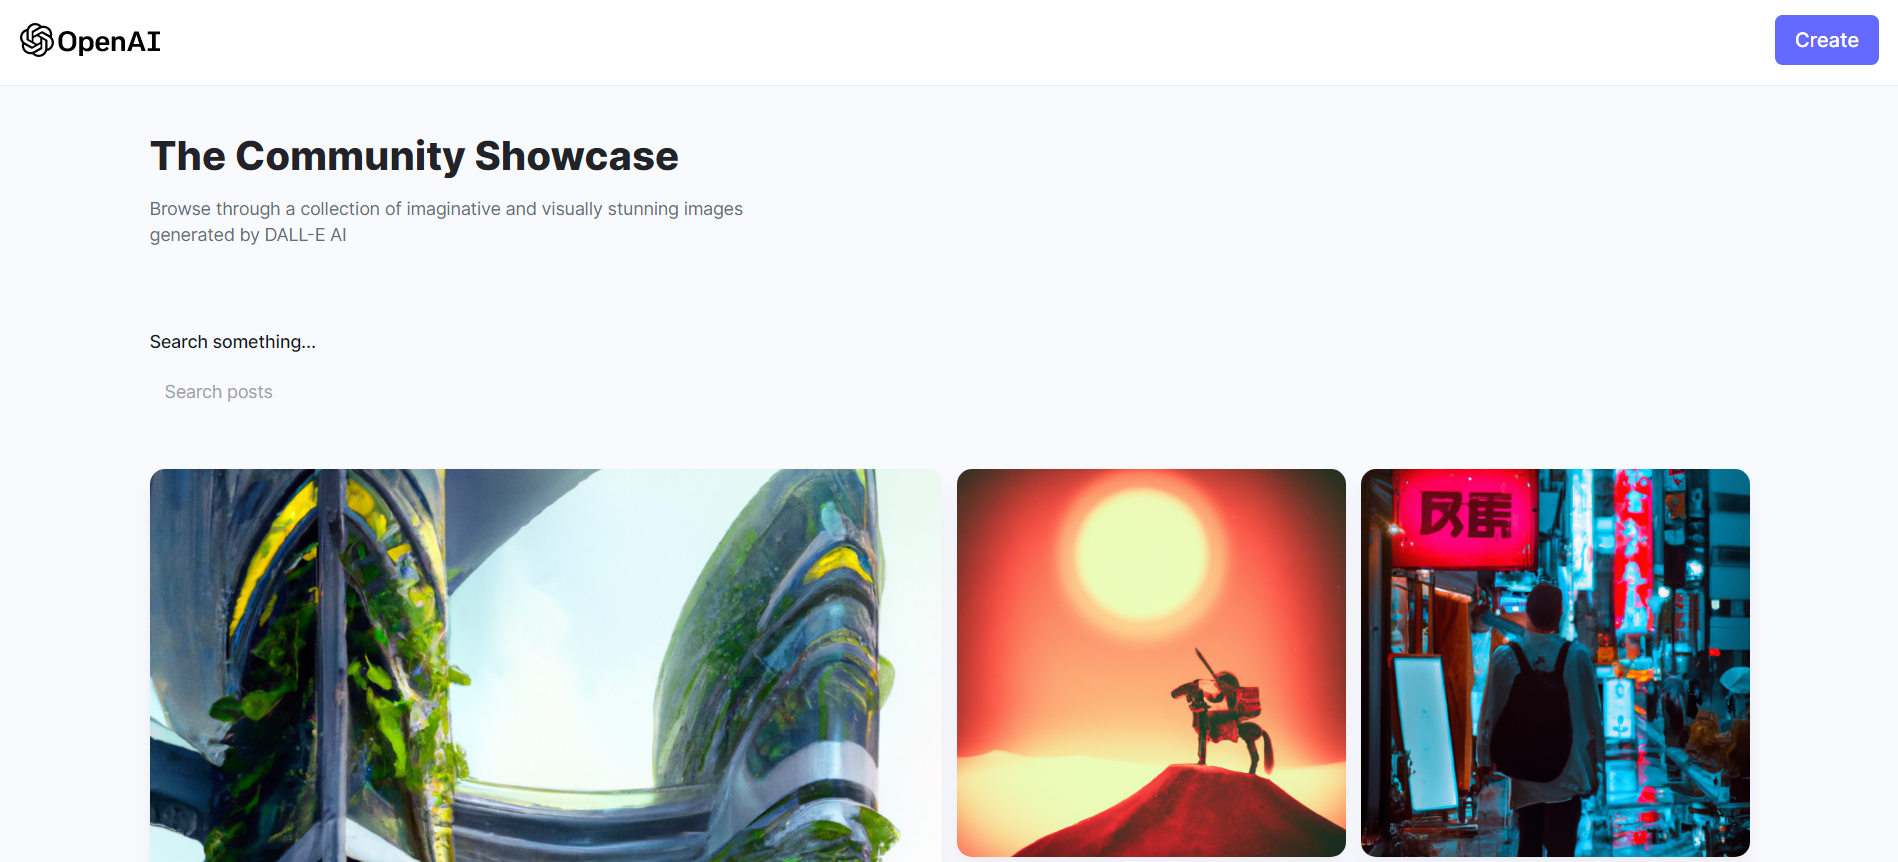 OpenAI
Create
The Community Showcase
Browse through a collection of imaginative and visually stunning images
generated by DALL-E AI
Search something...
Search posts